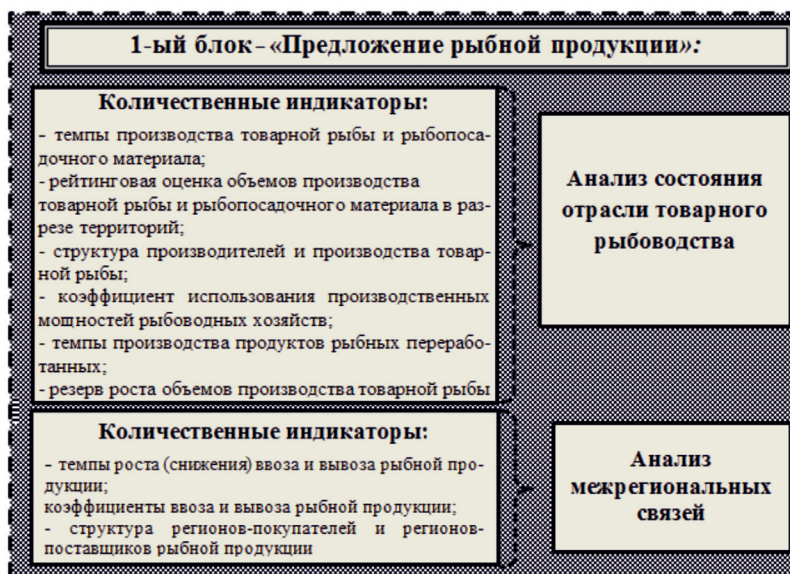 1-ый блок – «Предложение рыбной продукции»:
Количественные индикаторы:
- темпы производства товарной рыбы и рыбопоса-
дочного материала;
- рейтинговая оценка объемов производства
товарной рыбы и рыбопосадочного материала в раз-
резе территорий;
- структура производителей и производства товар-
ной рыбы;
- коэффициент использования производственных
мощностей рыбоводных хозяйств;
- темпы производства продуктов рыбных перерабо-
танных;
- резерв роста объемов производства товарной рыбы
Анализ состояния
отрасли товарного
рыбоводства
Количественные индикаторы:
- темпы роста (снижения) ввоза и вывоза рыбной про-
дукции;
коэффициенты ввоза и вывоза рыбной продукции;
- структура регионов-покупателей и регионов-
поставщиков рыбной продукции
Анализ
межрегиональных
связей